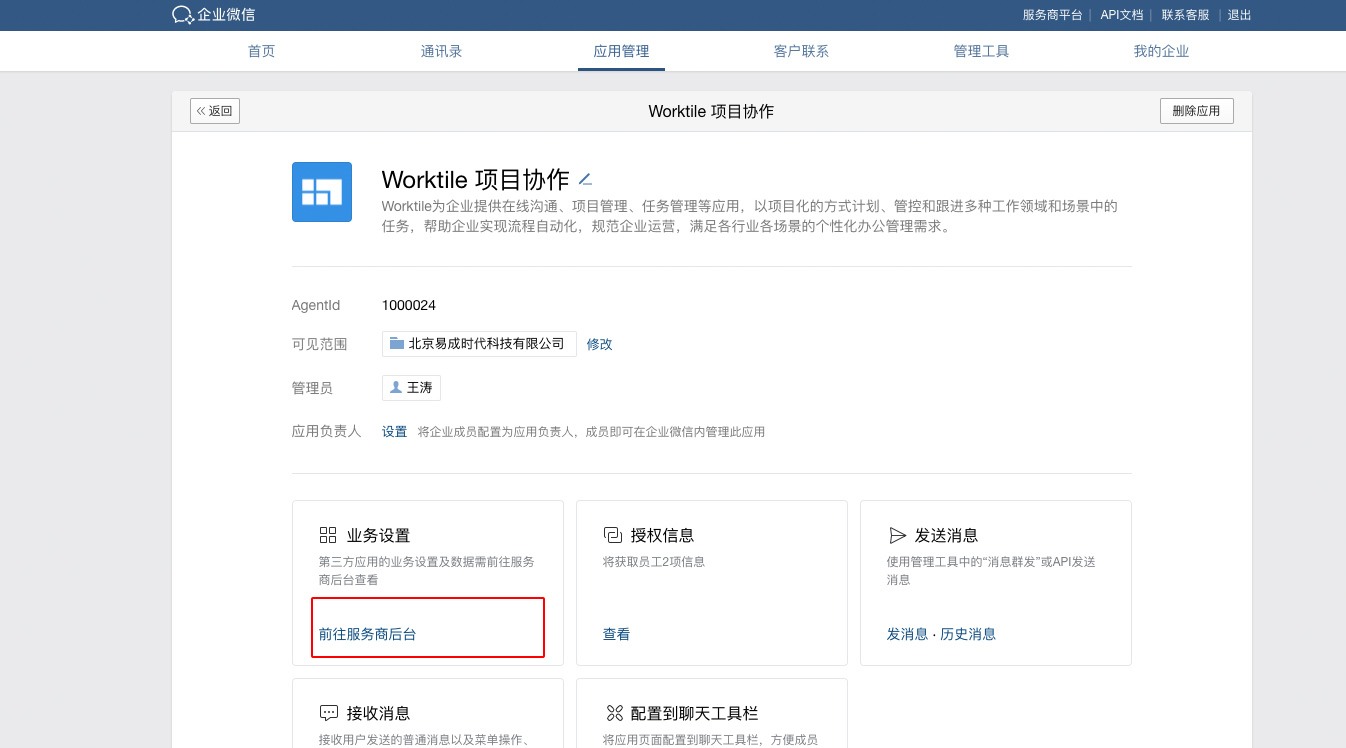 企业微信
服务商平台 | API文档 | 联系客服 | 退出
首页 通讯录 应用管理 客户联系 管理工具 我的企业
« 返回
Worktile 项目协作
删除应用
Worktile 项目协作
Worktile为企业提供在线沟通、项目管理、任务管理等应用，以项目化的方式计划、管控和跟进多种工作领域和场景中的
任务，帮助企业实现流程自动化，规范企业运营，满足各行业各场景的个性化办公管理需求。
AgentId 1000024
可见范围 北京易成时代科技有限公司 修改
管理员 王涛
应用负责人 设置 将企业成员配置为应用负责人，成员即可在企业微信内管理此应用
业务设置
第三方应用的业务设置及数据需前往服务
商后台查看
前往服务商后台
授权信息
将获取员工2项信息
查看
发送消息
使用管理工具中的“消息群发”或API发送
消息
发消息 · 历史消息
接收消息
接收用户发送的普通消息以及菜单操作、
配置到聊天工具栏
将应用页面配置到聊天工具栏，方便成员